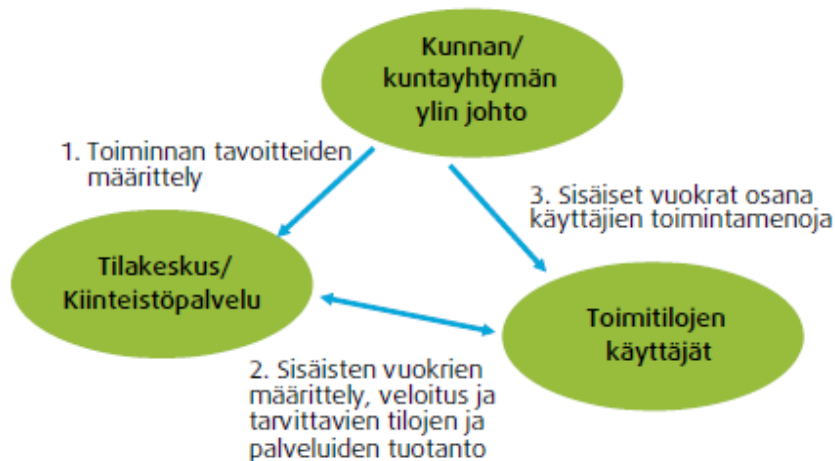 Kunnan/
kuntayhtymän
ylin johto
1. Toiminnan tavoitteiden
määrittely
3. Sisäiset vuokrat osana
käyttäjien toimintamenoja
Tilakeskus/
Kiinteistöpalvelu
Toimitilojen
käyttäjät
2. Sisäisten vuokrien
määrittely, veloitus ja
tarvittavien tilojen ja
palveluiden tuotanto